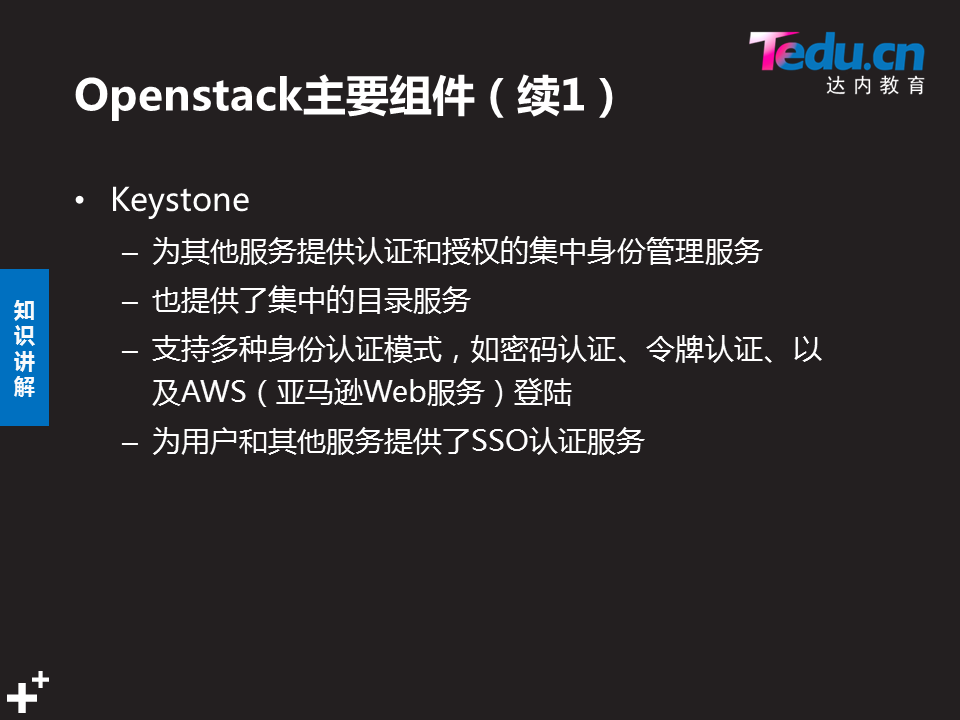 Tedu.cn
达内教育
Openstack主要组件（续1）
• Keystone
– 为其他服务提供认证和授权的集中身份管理服务
– 也提供了集中的目录服务
– 支持多种身份认证模式，如密码认证、令牌认证、以
及AWS（亚马逊Web服务）登陆
– 为用户和其他服务提供了SSO认证服务
知识讲解